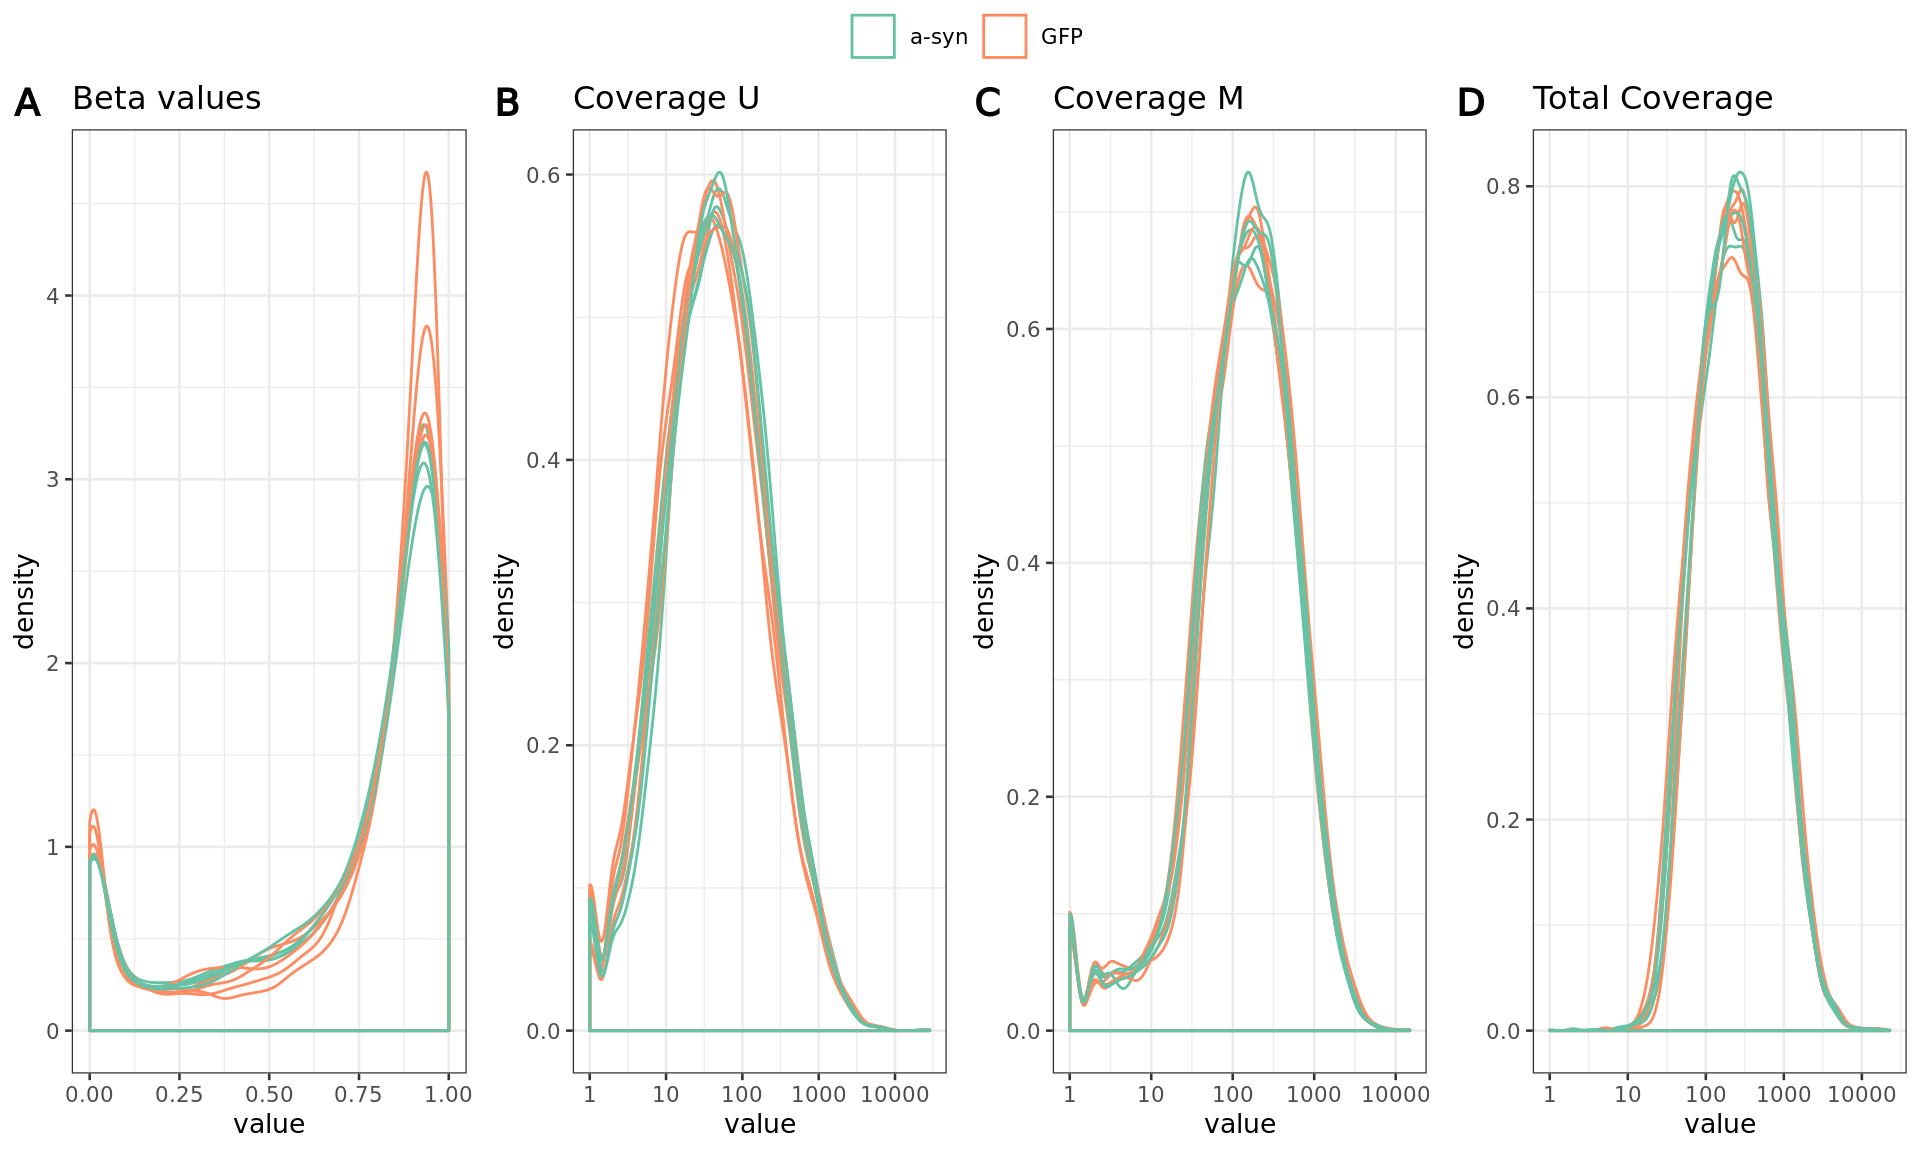 a-syn GFP
A Beta values
density
4
3
2
1
0
0.00 0.25 0.50 0.75 1.00
value
B Coverage U
density
0.6
0.4
0.2
0.0
1 10 100 1000 10000
value
C Coverage M
density
0.6
0.4
0.2
0.0
1 10 100 1000 10000
value
D Total Coverage
density
0.8
0.6
0.4
0.2
0.0
1 10 100 1000 10000
value